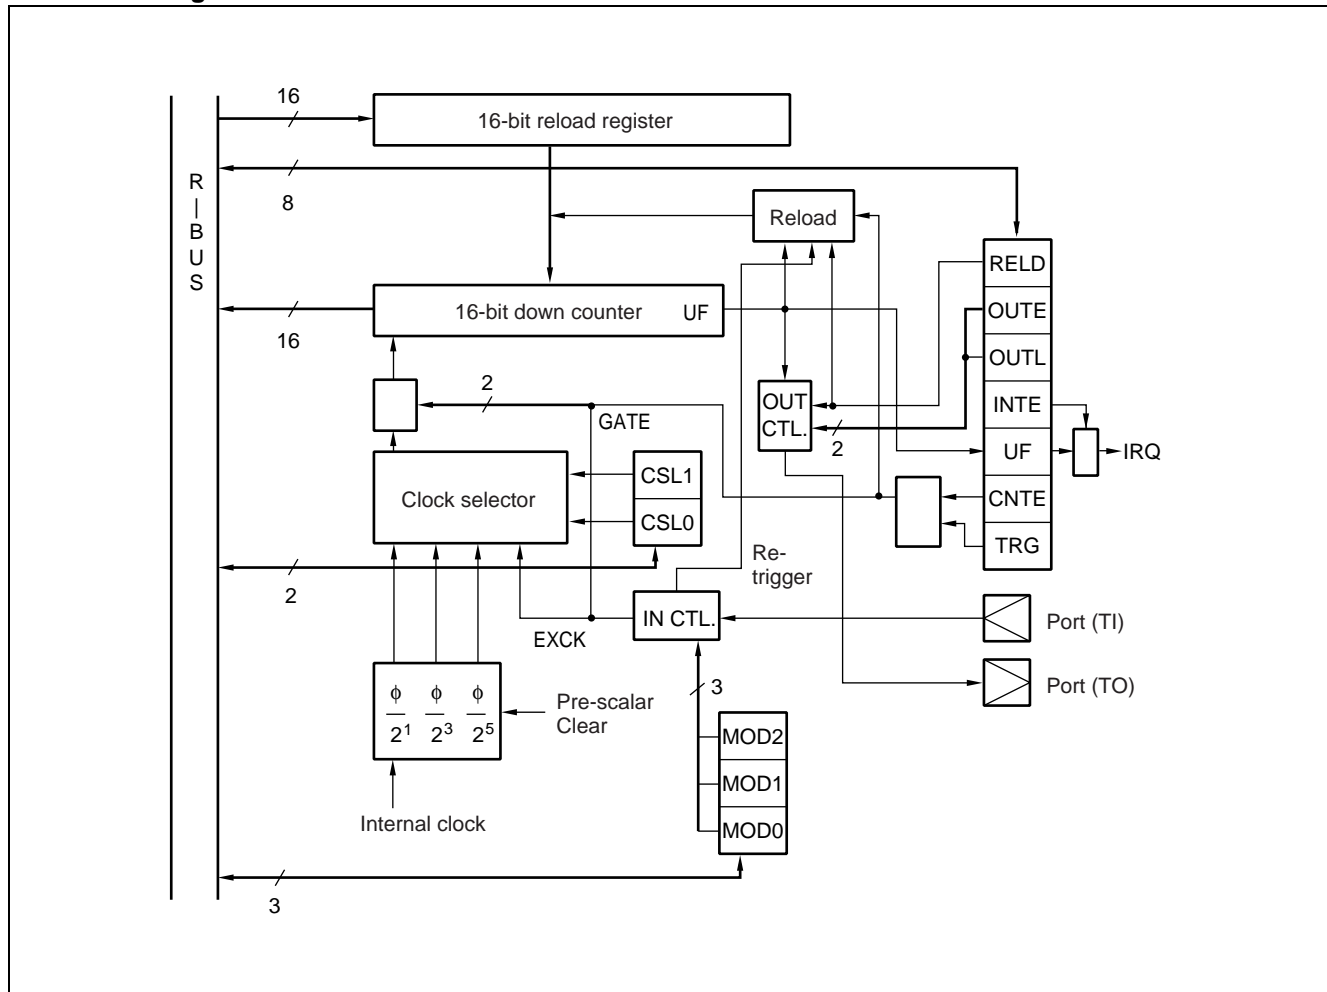 16
16-bit reload register
R
|
B
U
S
8
Reload
RELD
16-bit down counter UF
OUTE
16
OUTL
2
OUT
CTL.
INTE
GATE
2
UF
IRQ
CSL1
Clock selector
CNTE
CSL0
TRG
Re-
trigger
2
IN CTL.
Port (TI)
EXCK
3
Port (TO)
ϕ ϕ ϕ
2¹ 2³ 2⁵
Pre-scalar
Clear
MOD2
MOD1
MOD0
Internal clock
3